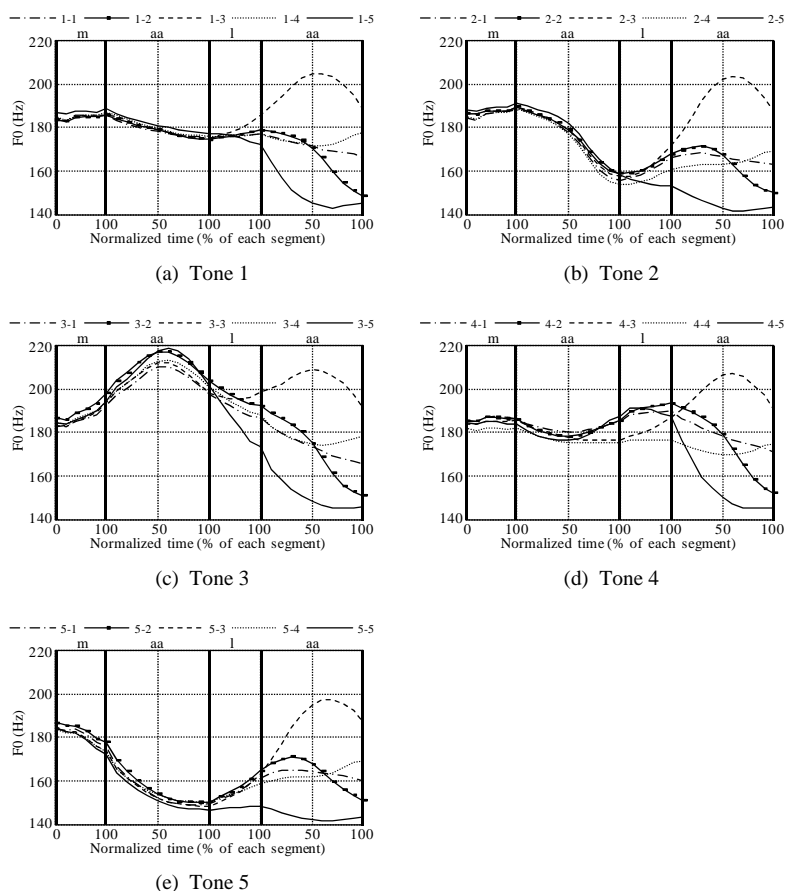 1-1 1-2 1-3 1-4 1-5
m aa l aa
220
200
180
160
140
F0 (Hz)
0 100 50 100 100 50 100
Normalized time (% of each segment)
(a) Tone 1
2-1 2-2 2-3 2-4 2-5
m aa l aa
220
200
180
160
140
F0 (Hz)
0 100 50 100 100 50 100
Normalized time (% of each segment)
(b) Tone 2
3-1 3-2 3-3 3-4 3-5
m aa l aa
220
200
180
160
140
F0 (Hz)
0 100 50 100 100 50 100
Normalized time (% of each segment)
(c) Tone 3
4-1 4-2 4-3 4-4 4-5
m aa l aa
220
200
180
160
140
F0 (Hz)
0 100 50 100 100 50 100
Normalized time (% of each segment)
(d) Tone 4
5-1 5-2 5-3 5-4 5-5
m aa l aa
220
200
180
160
140
F0 (Hz)
0 100 50 100 100 50 100
Normalized time (% of each segment)
(e) Tone 5